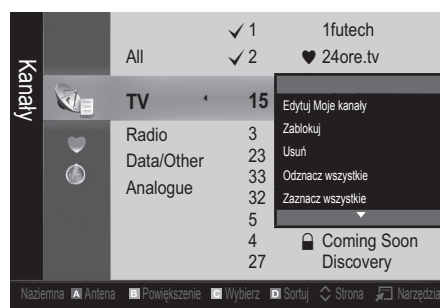 Kanały
1 1futech
All 2 24ore.tv
TV 15
Edytuj Moje kanały
Zablokuj
Usuń
Odznacz wszystkie
Zaznacz wszystkie
Radio 3
Data/Other 23
Analogue 33
32
5
4 Coming Soon
27 Discovery
Naziemna A Antena B Powiększenie C Wybierz D Sortuj Strona Narzędzia